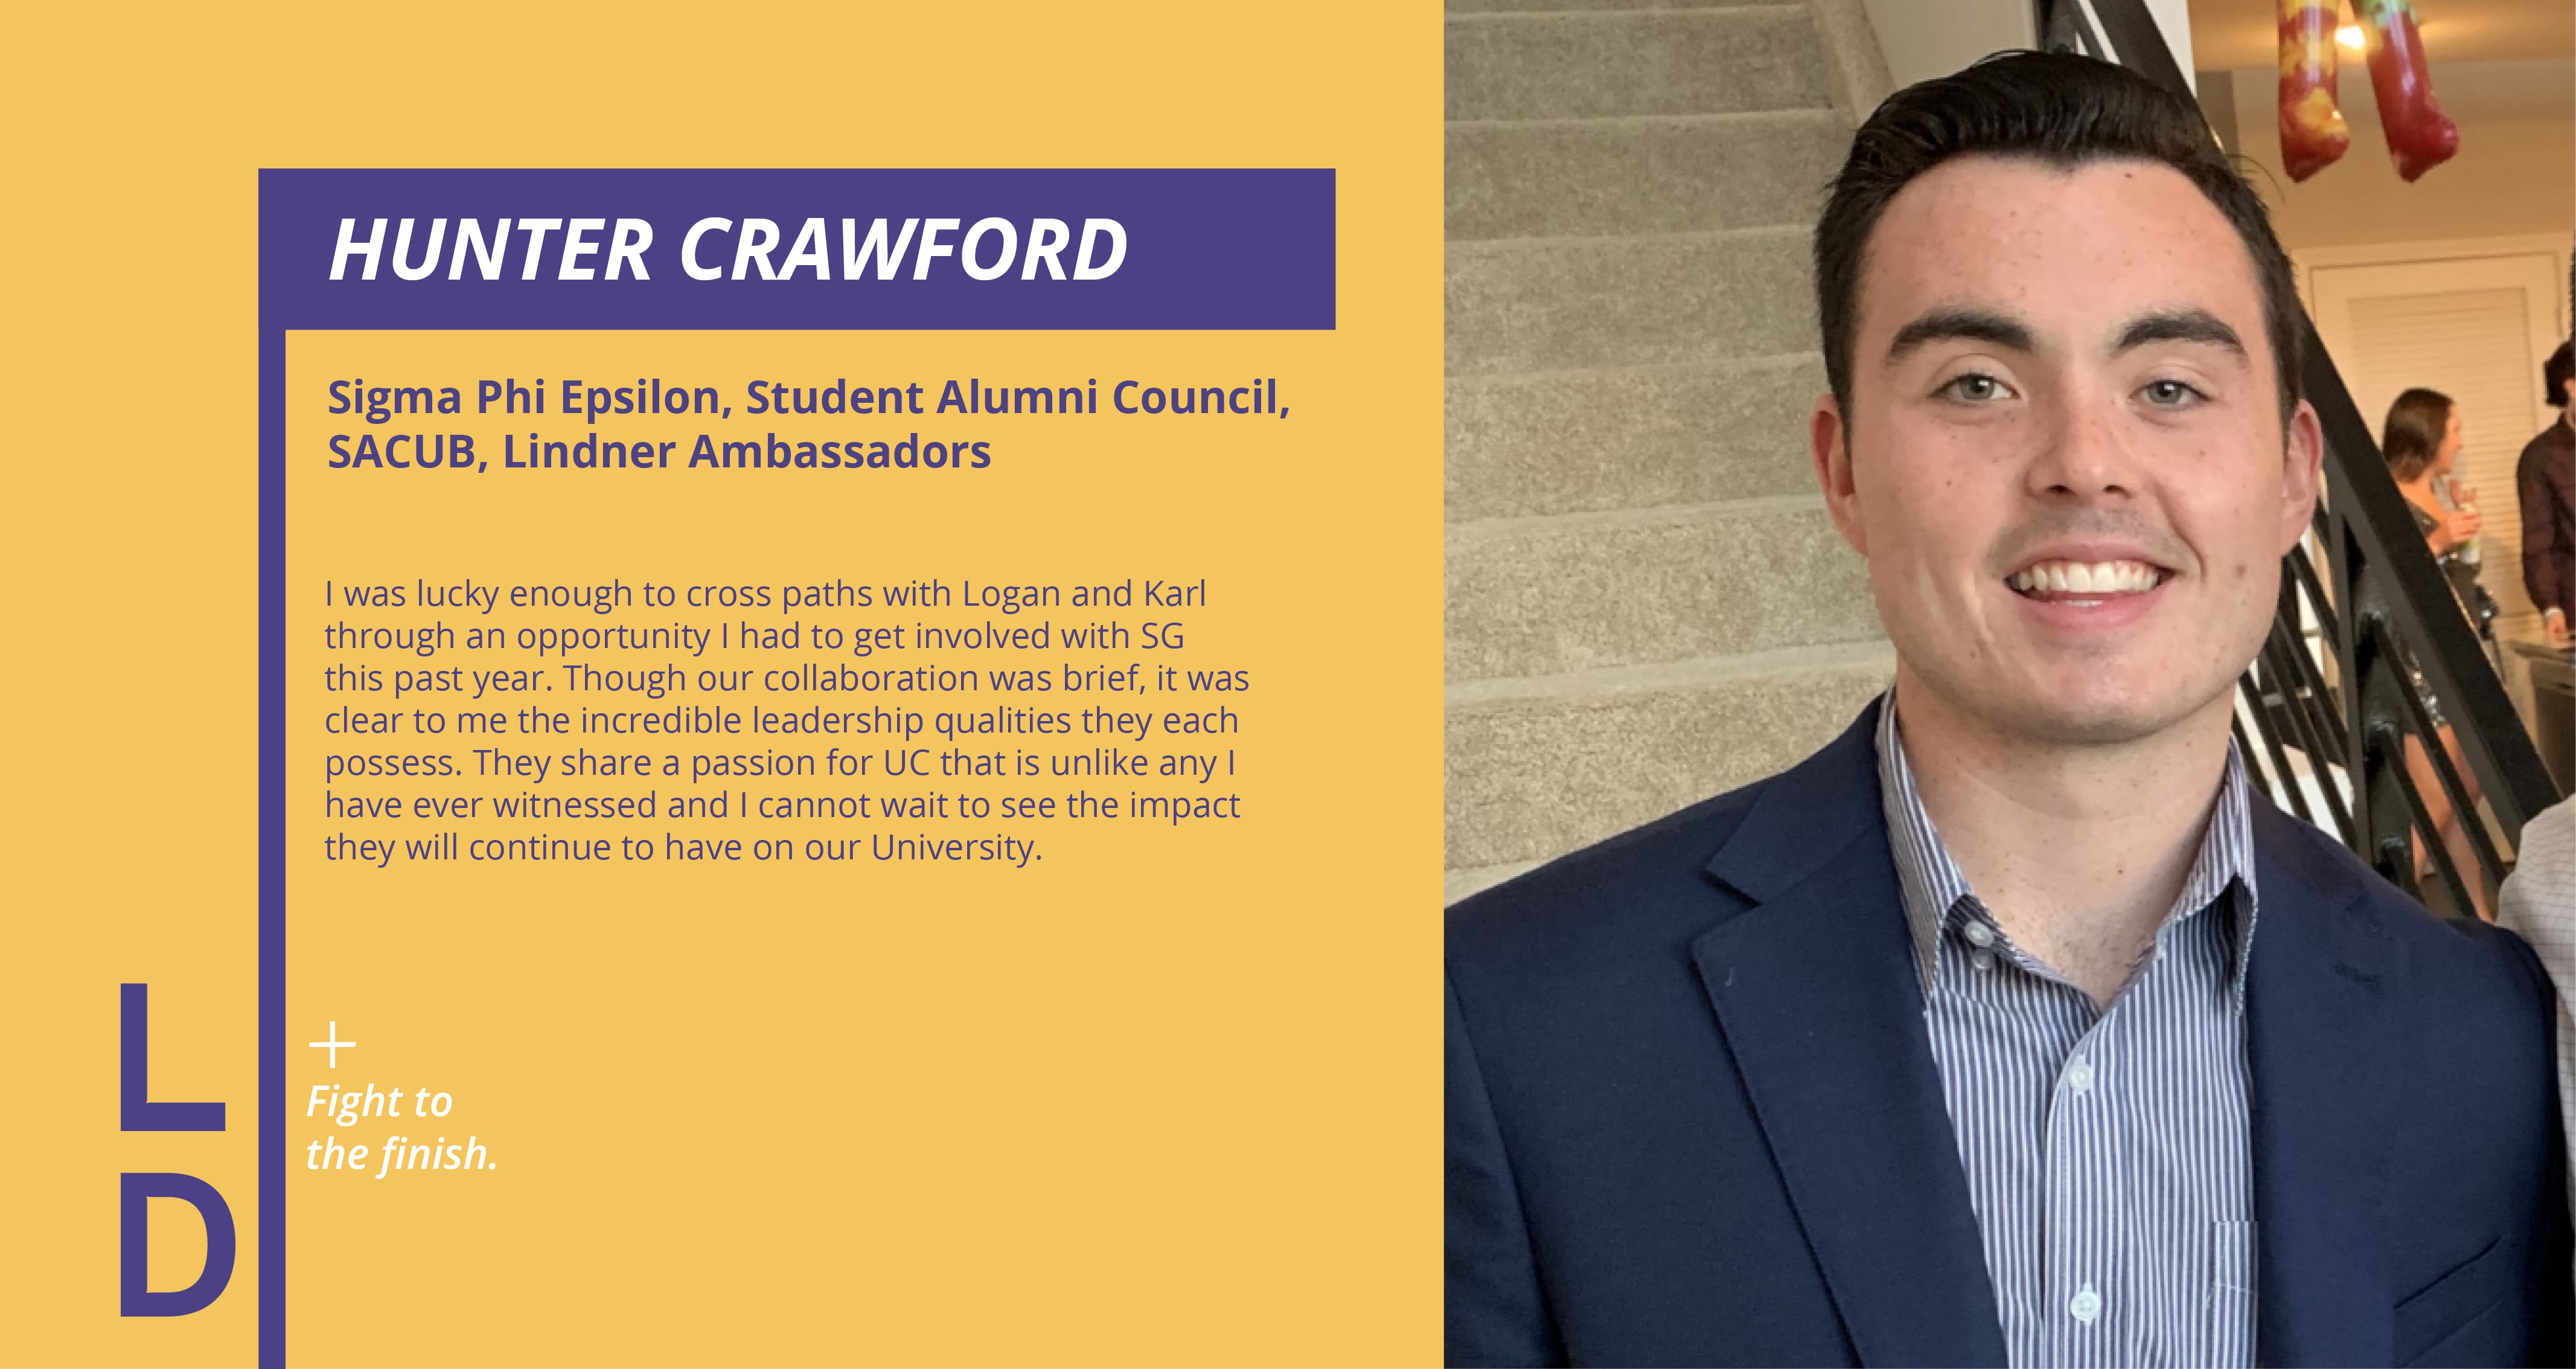 HUNTER CRAWFORD
Sigma Phi Epsilon, Student Alumni Council,
SACUB, Lindner Ambassadors
I was lucky enough to cross paths with Logan and Karl
through an opportunity I had to get involved with SG
this past year. Though our collaboration was brief, it was
clear to me the incredible leadership qualities they each
possess. They share a passion for UC that is unlike any I
have ever witnessed and I cannot wait to see the impact
they will continue to have on our University.
L
D
+
Fight to
the finish.